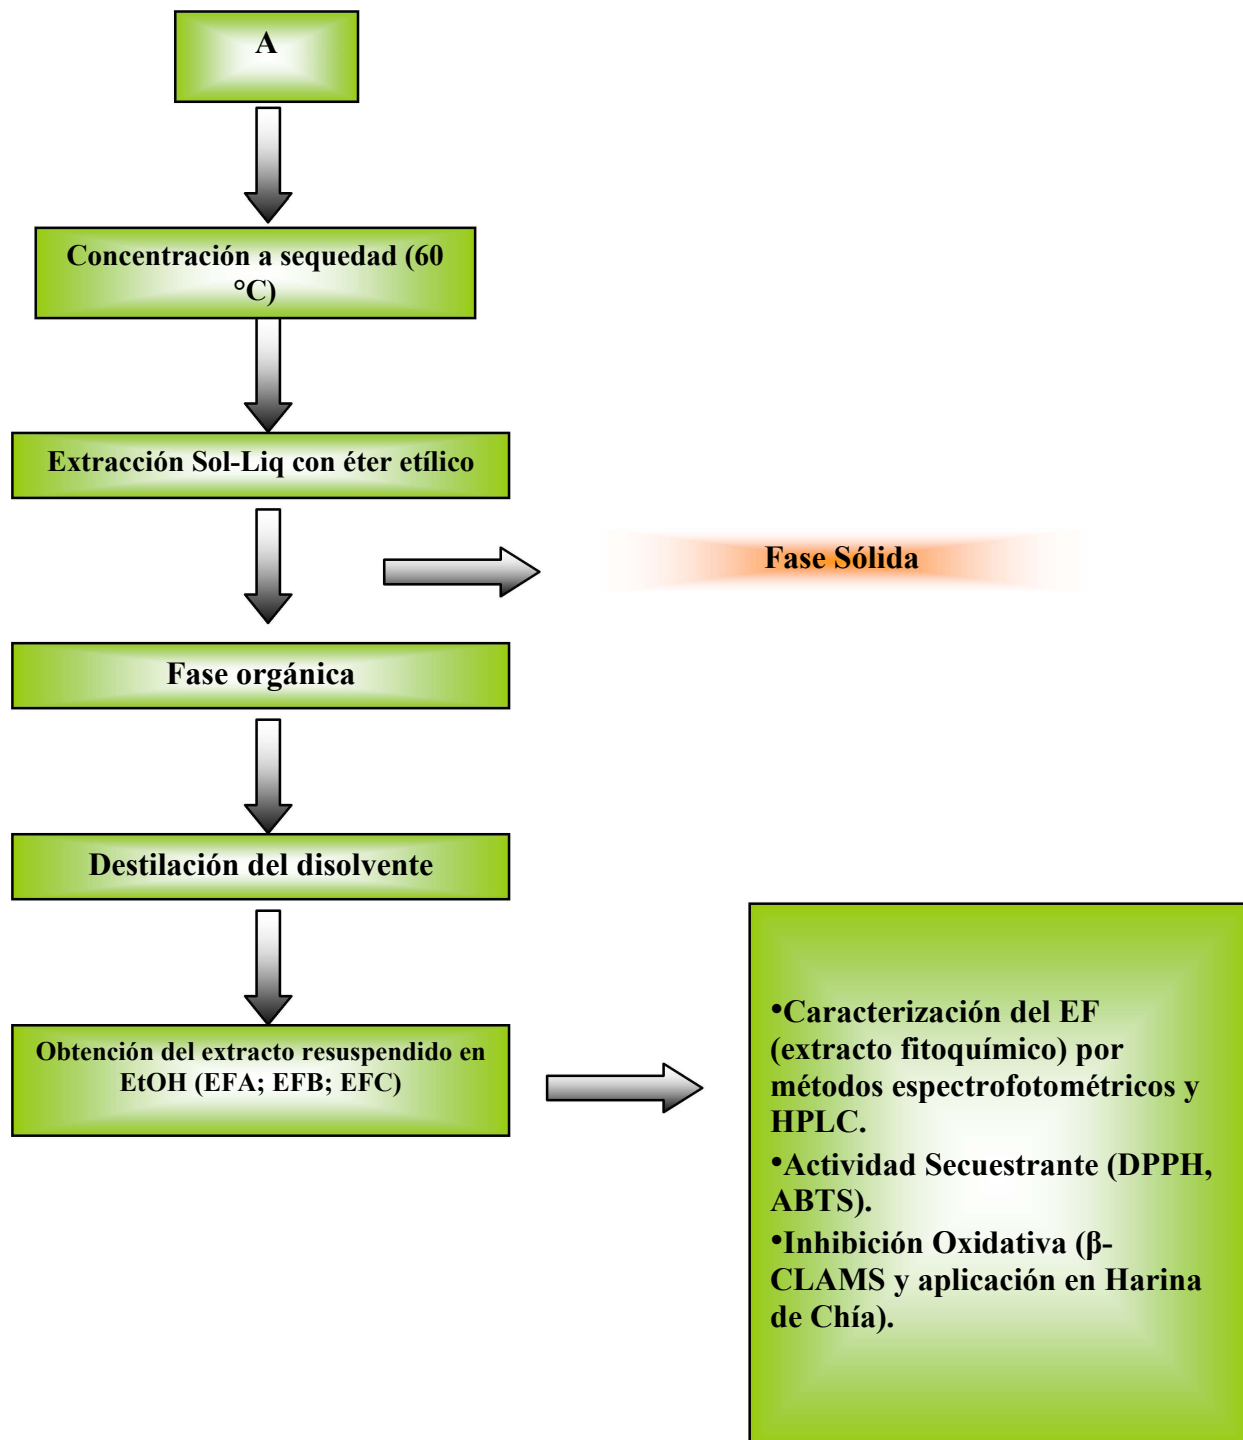 A
Concentración a sequedad (60
°C)
Extracción Sol-Liq con éter etílico
Fase Sólida
Fase orgánica
Destilación del disolvente
Obtención del extracto resuspendido en
EtOH (EFA; EFB; EFC)
•Caracterización del EF
(extracto fitoquímico) por
métodos espectrofotométricos y
HPLC.
•Actividad Secuestrante (DPPH,
ABTS).
•Inhibición Oxidativa (β-
CLAMS y aplicación en Harina
de Chía).